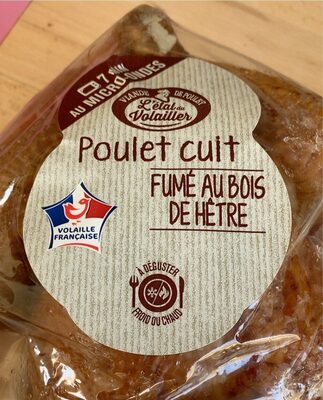 7 min
AU MICRO-ONDES
VIANDE DE POULET
L'étal du
Volailler
Poulet cuit
FUMÉ AU BOIS
DE HÊTRE
VOLAILLE
FRANÇAISE
À DÉGUSTER
FROID OU CHAUD